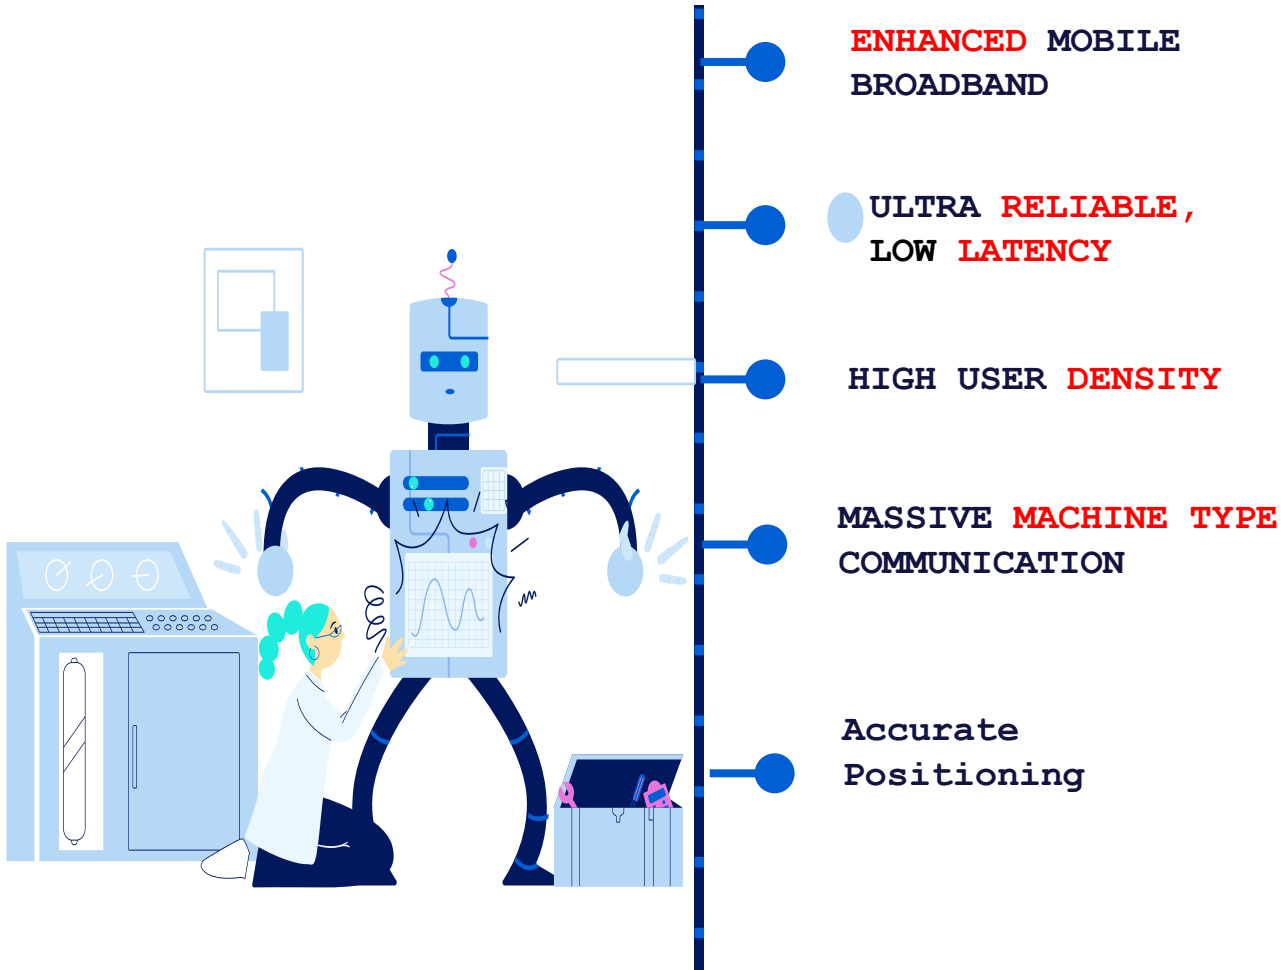 ENHANCED MOBILE
BROADBAND
ULTRA RELIABLE,
LOW LATENCY
HIGH USER DENSITY
MASSIVE MACHINE TYPE
COMMUNICATION
Accurate
Positioning